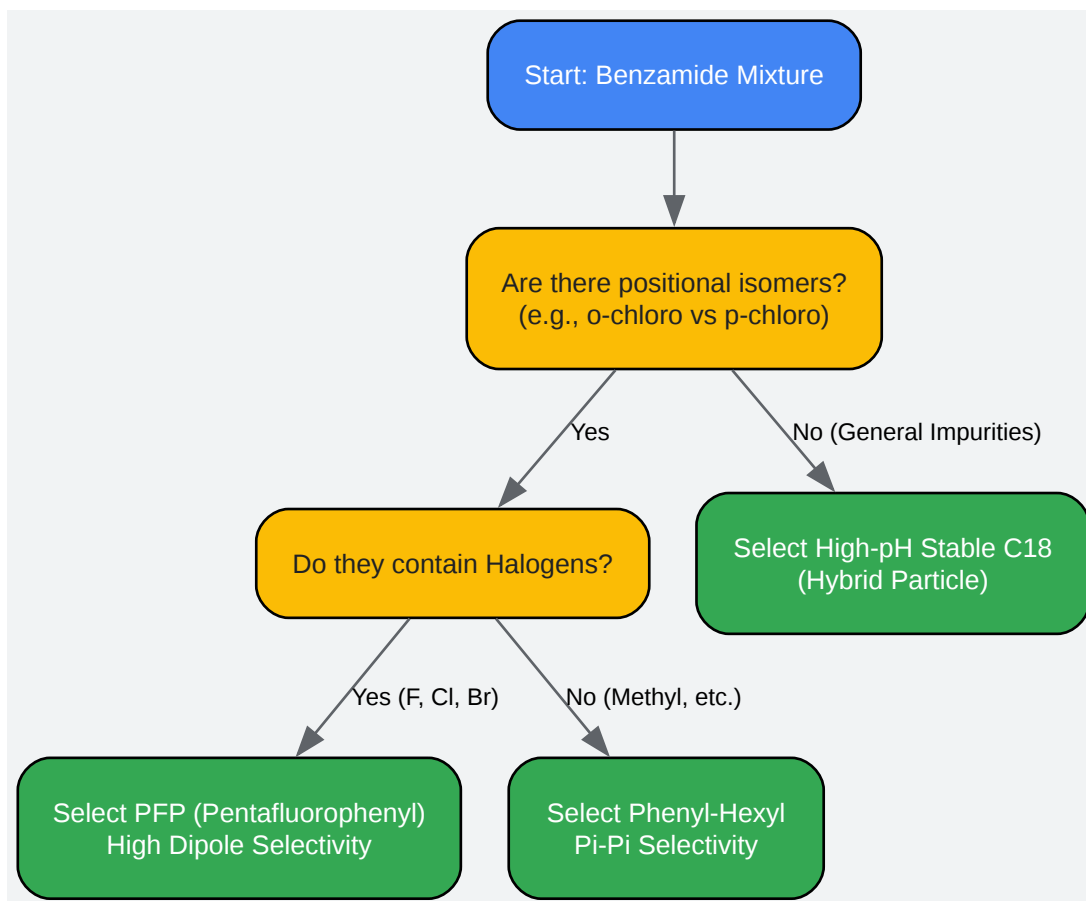 Start: Benzamide Mixture
Are there positional isomers?
(e.g., o-chloro vs p-chloro)
Yes
No (General Impurities)
Do they contain Halogens?
Select High-pH Stable C18
(Hybrid Particle)
Yes (F, Cl, Br)
No (Methyl, etc.)
Select PFP (Pentafluorophenyl)
High Dipole Selectivity
Select Phenyl-Hexyl
Pi-Pi Selectivity